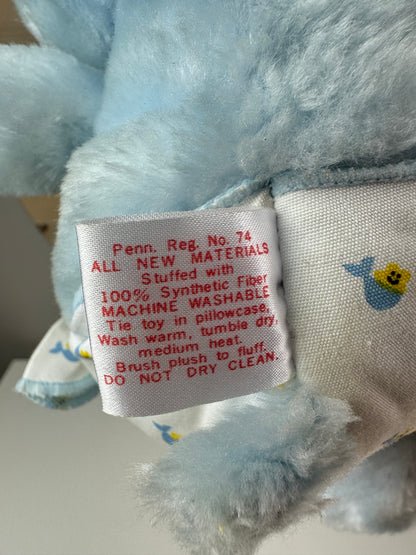 Penn. Reg. No. 74
ALL NEW MATERIALS
Stuffed with
100% Synthetic Fiber
MACHINE WASHABLE
Tie toy in pillowcase,
Wash warm, tumble dry,
medium heat.
Brush plush to fluff.
DO NOT DRY CLEAN.